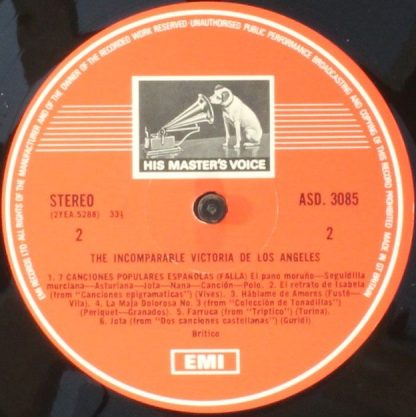 EMI RECORDS LTD ALL RIGHTS OF THE MANUFACTURER AND OF THE OWNER OF THE RECORDED WORK RESERVED·UNAUTHORISED PUBLIC PERFORMANCE BROADCASTING AND COPYING OF THIS RECORD PROHIBITED MADE IN GT BRITAIN
HIS MASTER'S VOICE
STEREO
ASD. 3085
(2YEA.5288) 33⅓
2
2
THE INCOMPARABLE VICTORIA DE LOS ANGELES
1. 7 CANCIONES POPULARES ESPAÑOLAS (FALLA) El paño moruño—Seguidilla
murciana—Asturiana—Jota—Nana—Canción—Polo. 2. El retrato de Isabela
(from "Canciones epigramaticas") (Vives). 3. Háblame de Amores (Fusté—
Vila). 4. La Maja Dolorosa No. 3 (from "Colección de Tonadillas")
(Periquet—Granados). 5. Farruca (from "Triptico") (Turina).
6. Jota (from "Dos canciones castellanas") (Guridi)
Britico
EMI